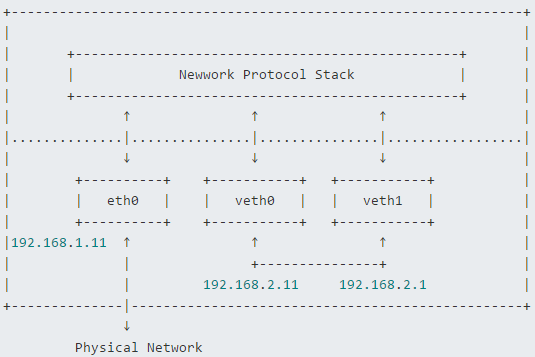 Newwork Protocol Stack
eth0 veth0 veth1
192.168.1.11
192.168.2.11 192.168.2.1
Physical Network